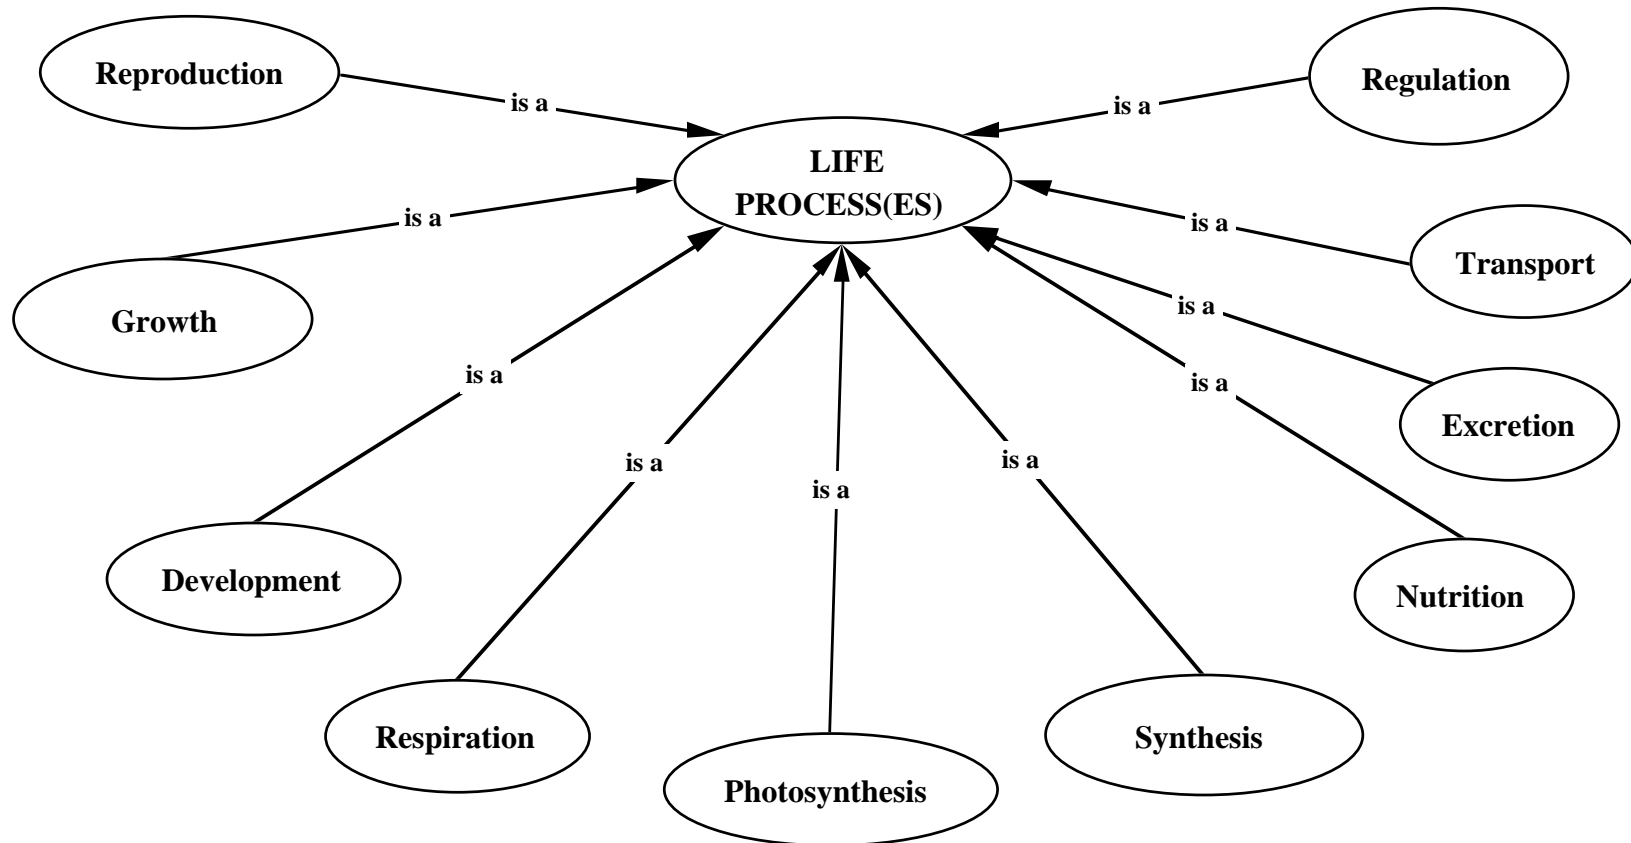 Reproduction
is a
Regulation
is a
LIFE
PROCESS(ES)
is a
Growth
is a
Transport
is a
Excretion
is a
Development
is a
Nutrition
is a
Respiration
is a
Photosynthesis
is a
Synthesis